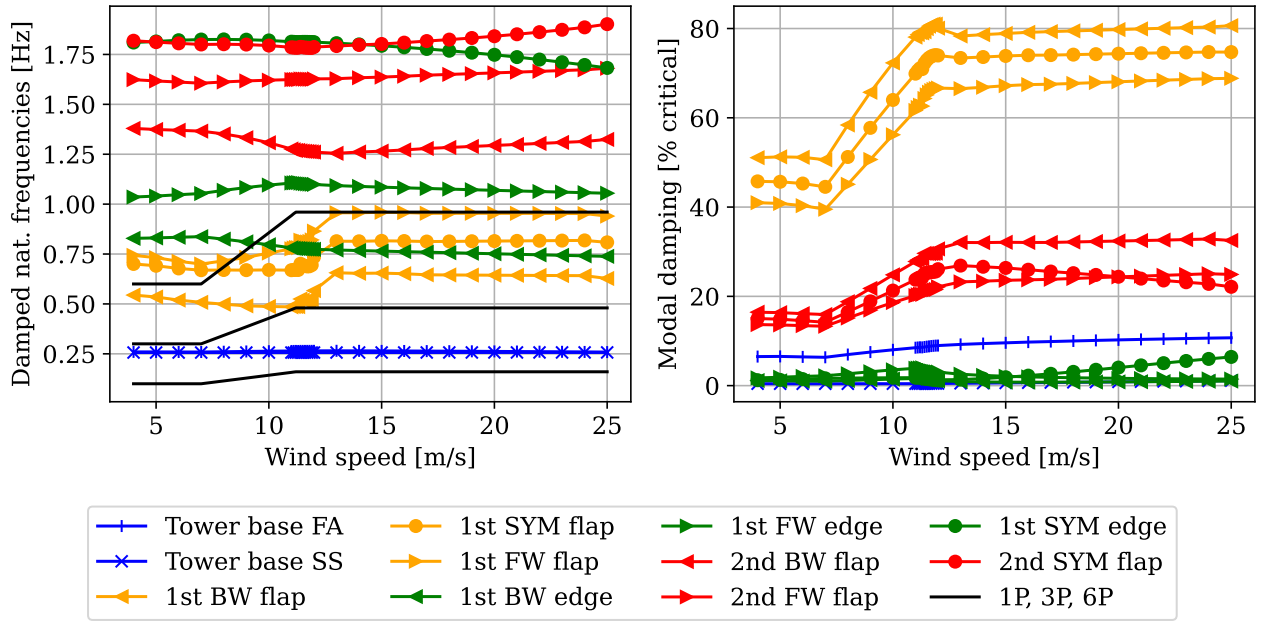 Damped nat. frequencies [Hz]
1.75
1.50
1.25
1.00
0.75
0.50
0.25
5
10
15
20
25
Wind speed [m/s]
Modal damping [% critical]
80
60
40
20
0
5
10
15
20
25
Wind speed [m/s]
Tower base FA
Tower base SS
1st BW flap
1st SYM flap
1st FW flap
1st BW edge
1st FW edge
2nd BW flap
2nd FW flap
1st SYM edge
2nd SYM flap
1P, 3P, 6P